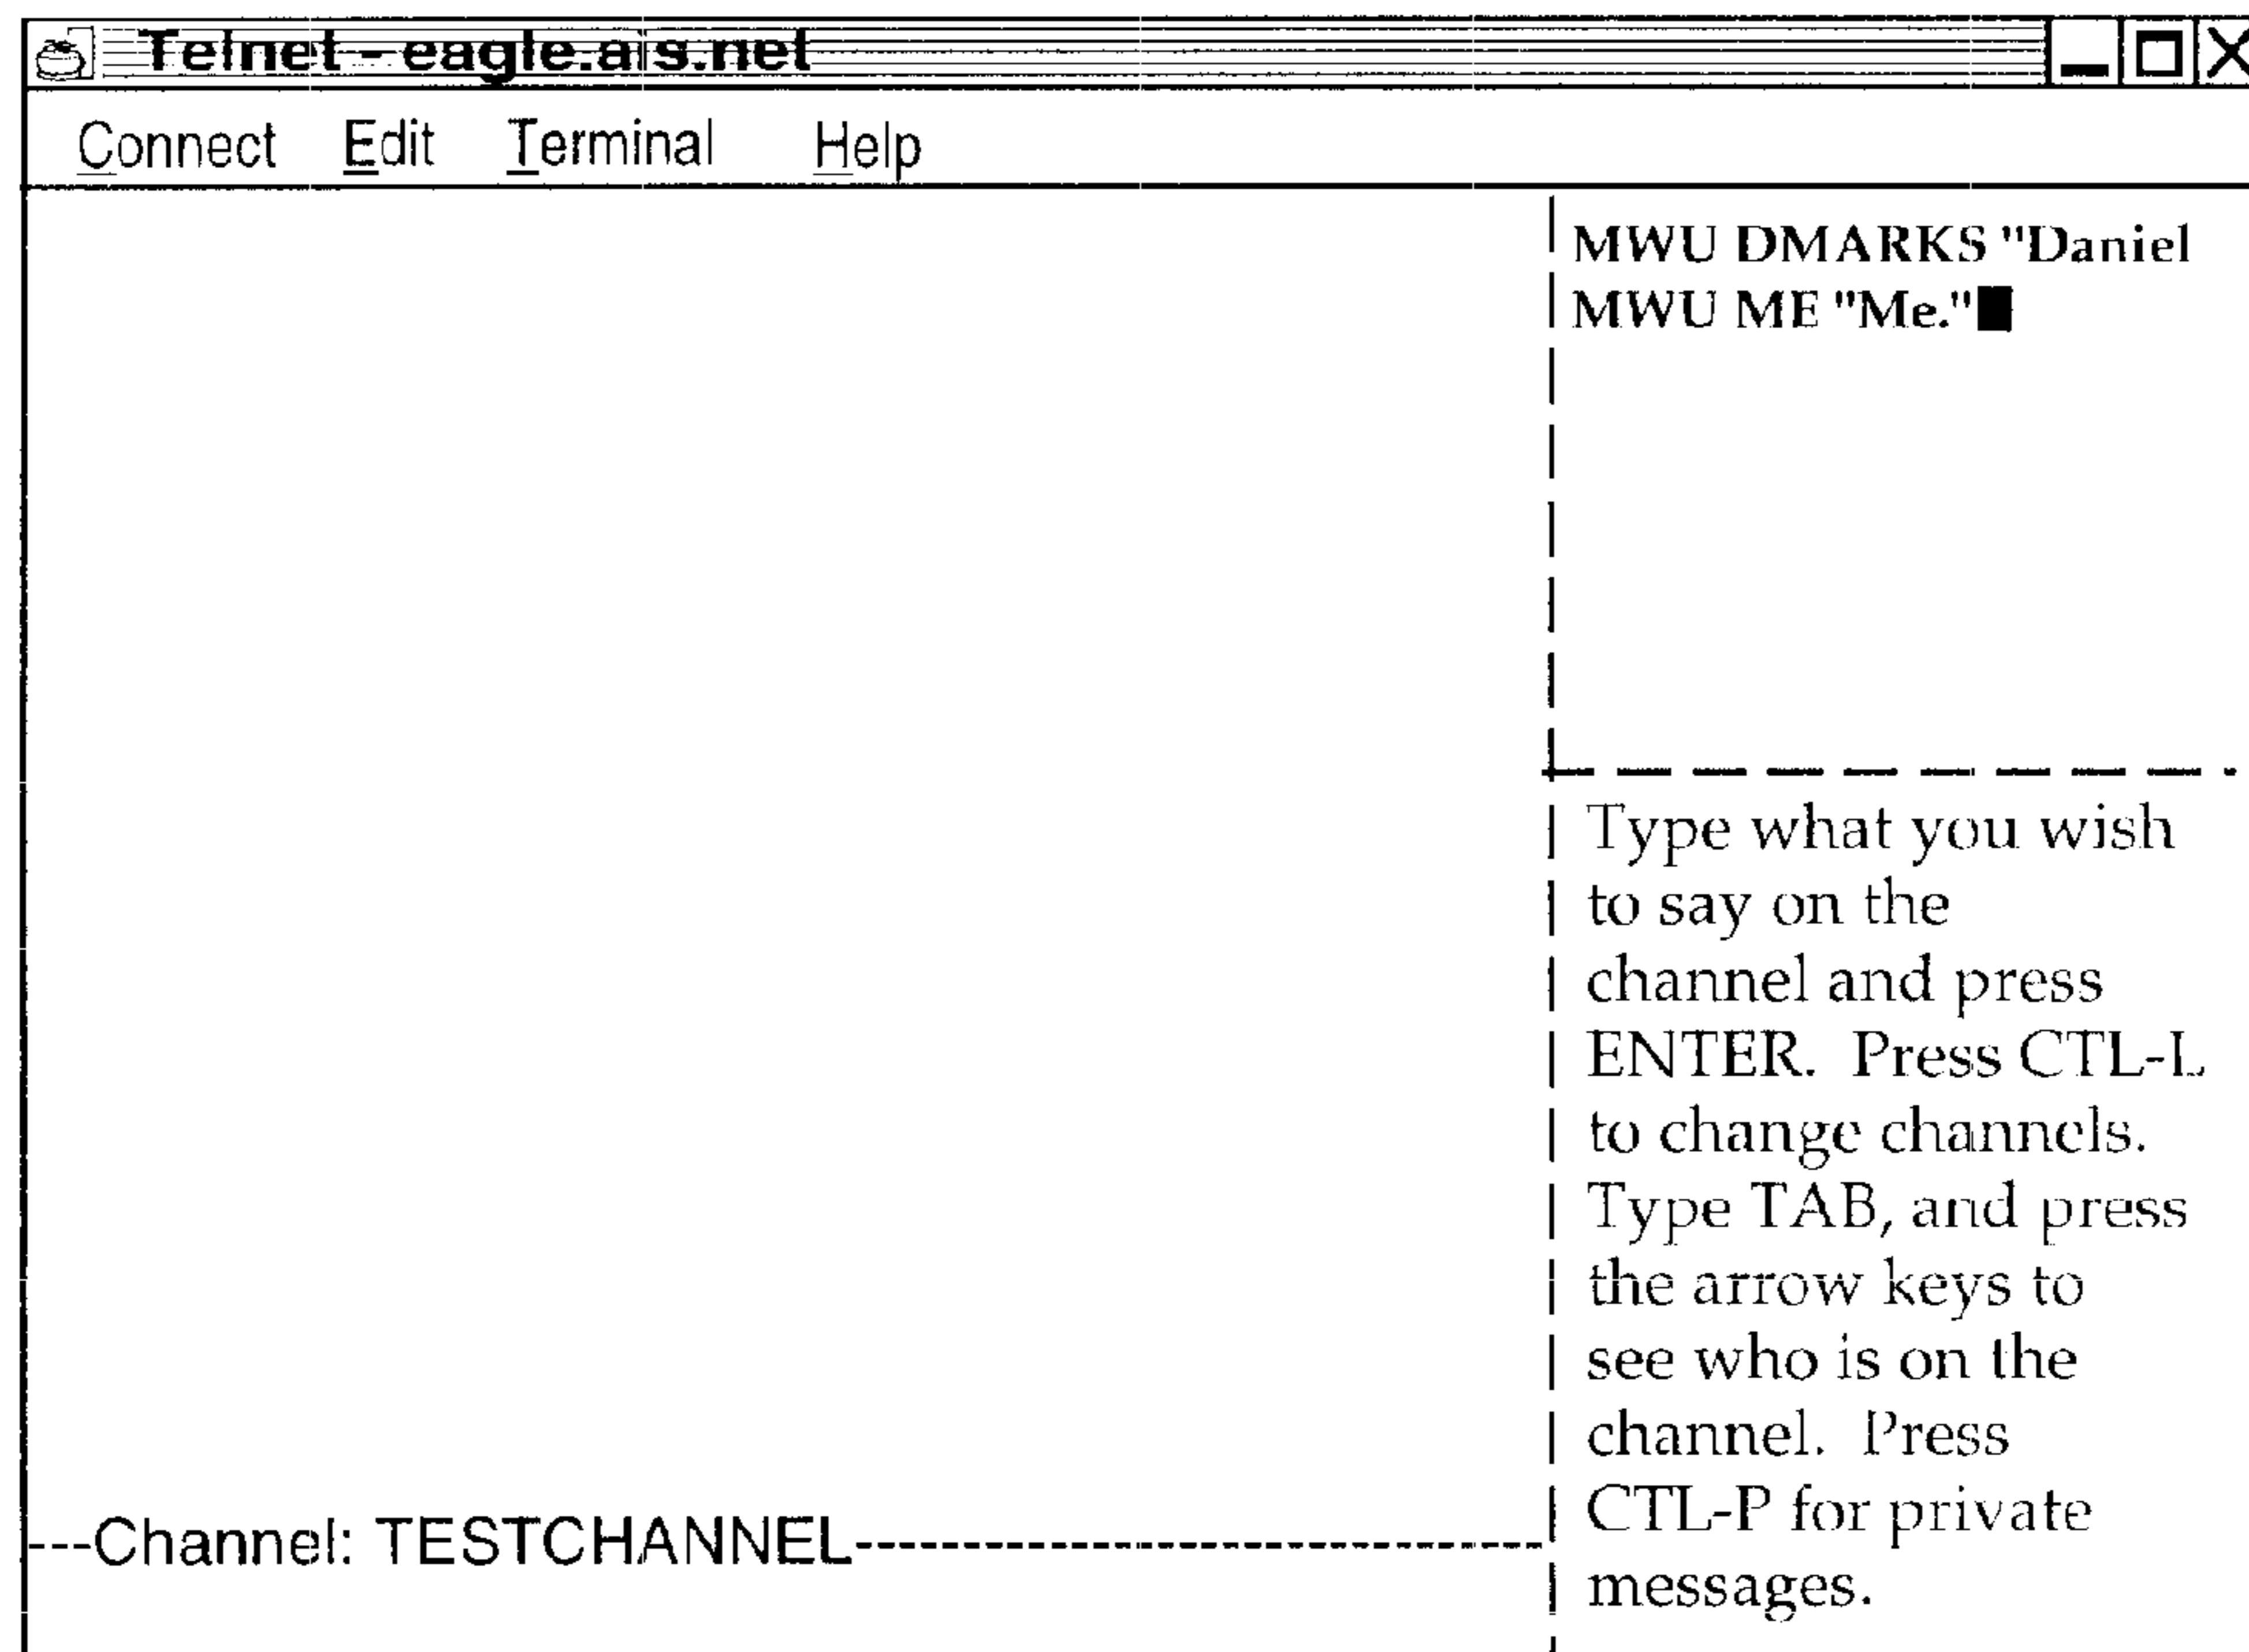 Telnet - eagle.ais.net
Connect Edit Terminal Help
MWU DMARKS "Daniel
MWU ME "Me."
Type what you wish
to say on the
channel and press
ENTER. Press CTL-L
to change channels.
Type TAB, and press
the arrow keys to
see who is on the
channel. Press
CTL-P for private
messages.
---Channel: TESTCHANNEL--------------------------------